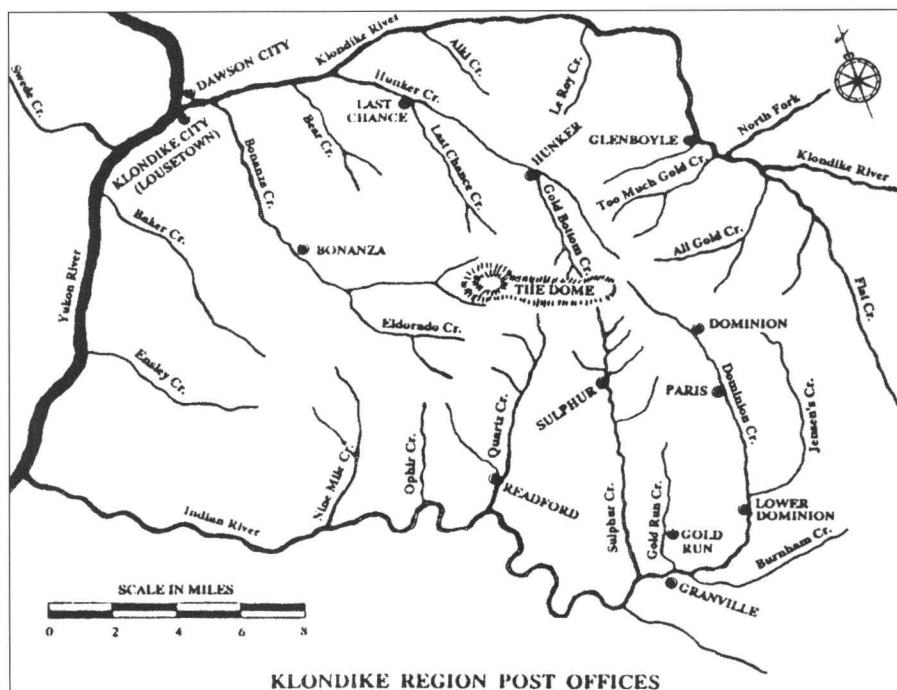 Swede Cr.
DAWSON CITY
Klondike River
Alki Cr.
Le Roy Cr.
Hunker Cr.
LAST CHANCE
KLONDIKE CITY
(LOUSETOWN)
Bonanza Cr.
Bear Cr.
Last Chance Cr.
HUNKER
GLENBOYLE
North Fork
Klondike River
Too Much Gold Cr.
Gold Bottom Cr.
All Gold Cr.
Flat Cr.
Baker Cr.
BONANZA
Yukon River
THE DOME
Eldorado Cr.
DOMINION
Ensley Cr.
SULPHUR
PARIS
Dominion Cr.
Jensen's Cr.
Quartz Cr.
Ophir Cr.
Nine Mile Cr.
READFORD
Indian River
Sulphur Cr.
Gold Run Cr.
GOLD
RUN
LOWER
DOMINION
Burnham Cr.
GRANVILLE
SCALE IN MILES
0 2 4 6 8
KLONDIKE REGION POST OFFICES